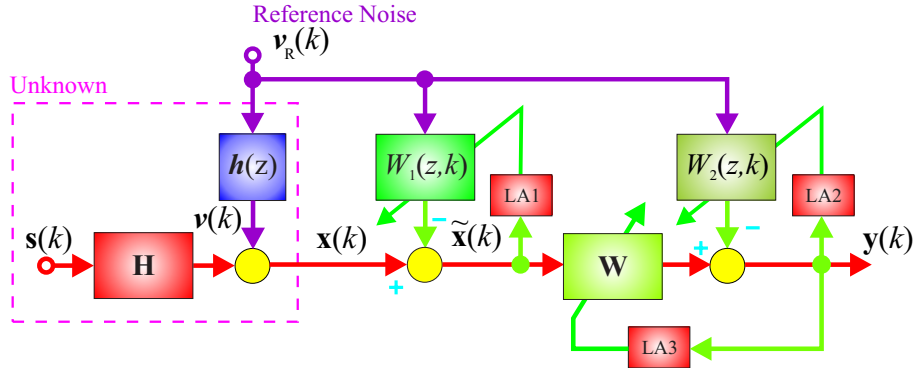 Reference Noise
v_R(k)
Unknown
h(z)
W_1(z,k)
W_2(z,k)
LA1
LA2
v(k)
−
−
s(k)
x(k)
x̃(k)
y(k)
H
+
W
+
LA3